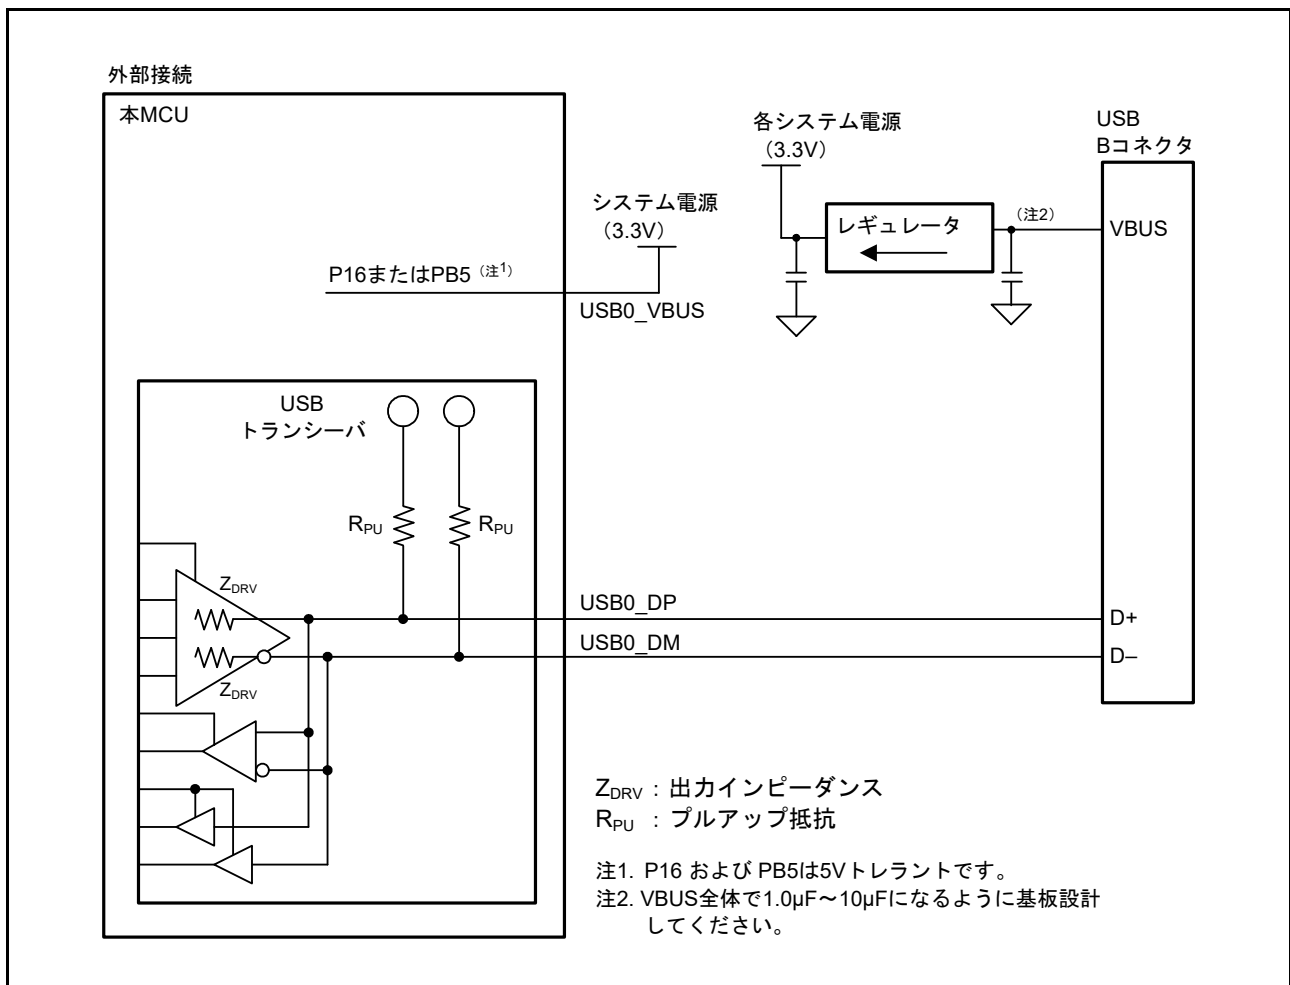 外部接続
本MCU
各システム電源
（3.3V）
USB
Bコネクタ
システム電源
（3.3V）
レギュレータ
（注2）
VBUS
P16またはPB5（注1）
USB0_VBUS
USB
トランシーバ
RPU
RPU
ZDRV
USB0_DP
D+
USB0_DM
D–
ZDRV
ZDRV：出力インピーダンス
RPU：プルアップ抵抗
注1. P16 および PB5は5Vトレラントです。
注2. VBUS全体で1.0µF～10µFになるように基板設計
してください。